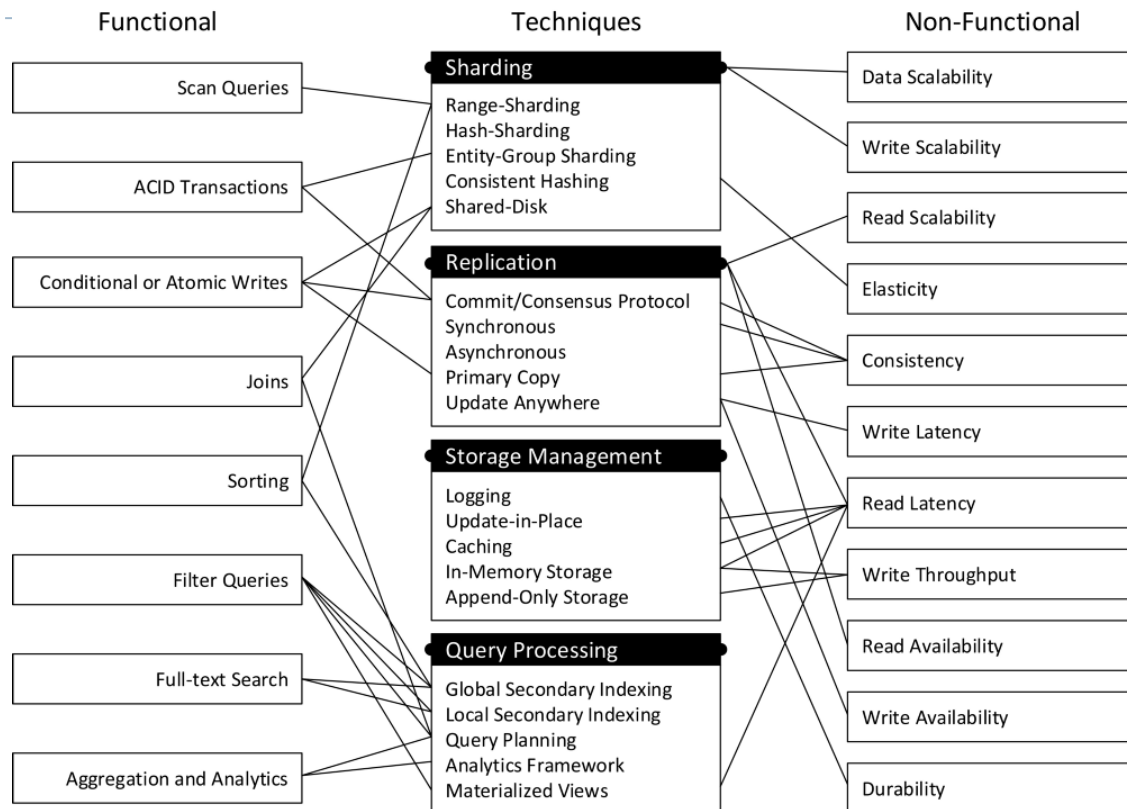 Functional
Techniques
Non-Functional
Scan Queries
ACID Transactions
Conditional or Atomic Writes
Joins
Sorting
Filter Queries
Full-text Search
Aggregation and Analytics
Sharding
Range-Sharding
Hash-Sharding
Entity-Group Sharding
Consistent Hashing
Shared-Disk
Replication
Commit/Consensus Protocol
Synchronous
Asynchronous
Primary Copy
Update Anywhere
Storage Management
Logging
Update-in-Place
Caching
In-Memory Storage
Append-Only Storage
Query Processing
Global Secondary Indexing
Local Secondary Indexing
Query Planning
Analytics Framework
Materialized Views
Data Scalability
Write Scalability
Read Scalability
Elasticity
Consistency
Write Latency
Read Latency
Write Throughput
Read Availability
Write Availability
Durability